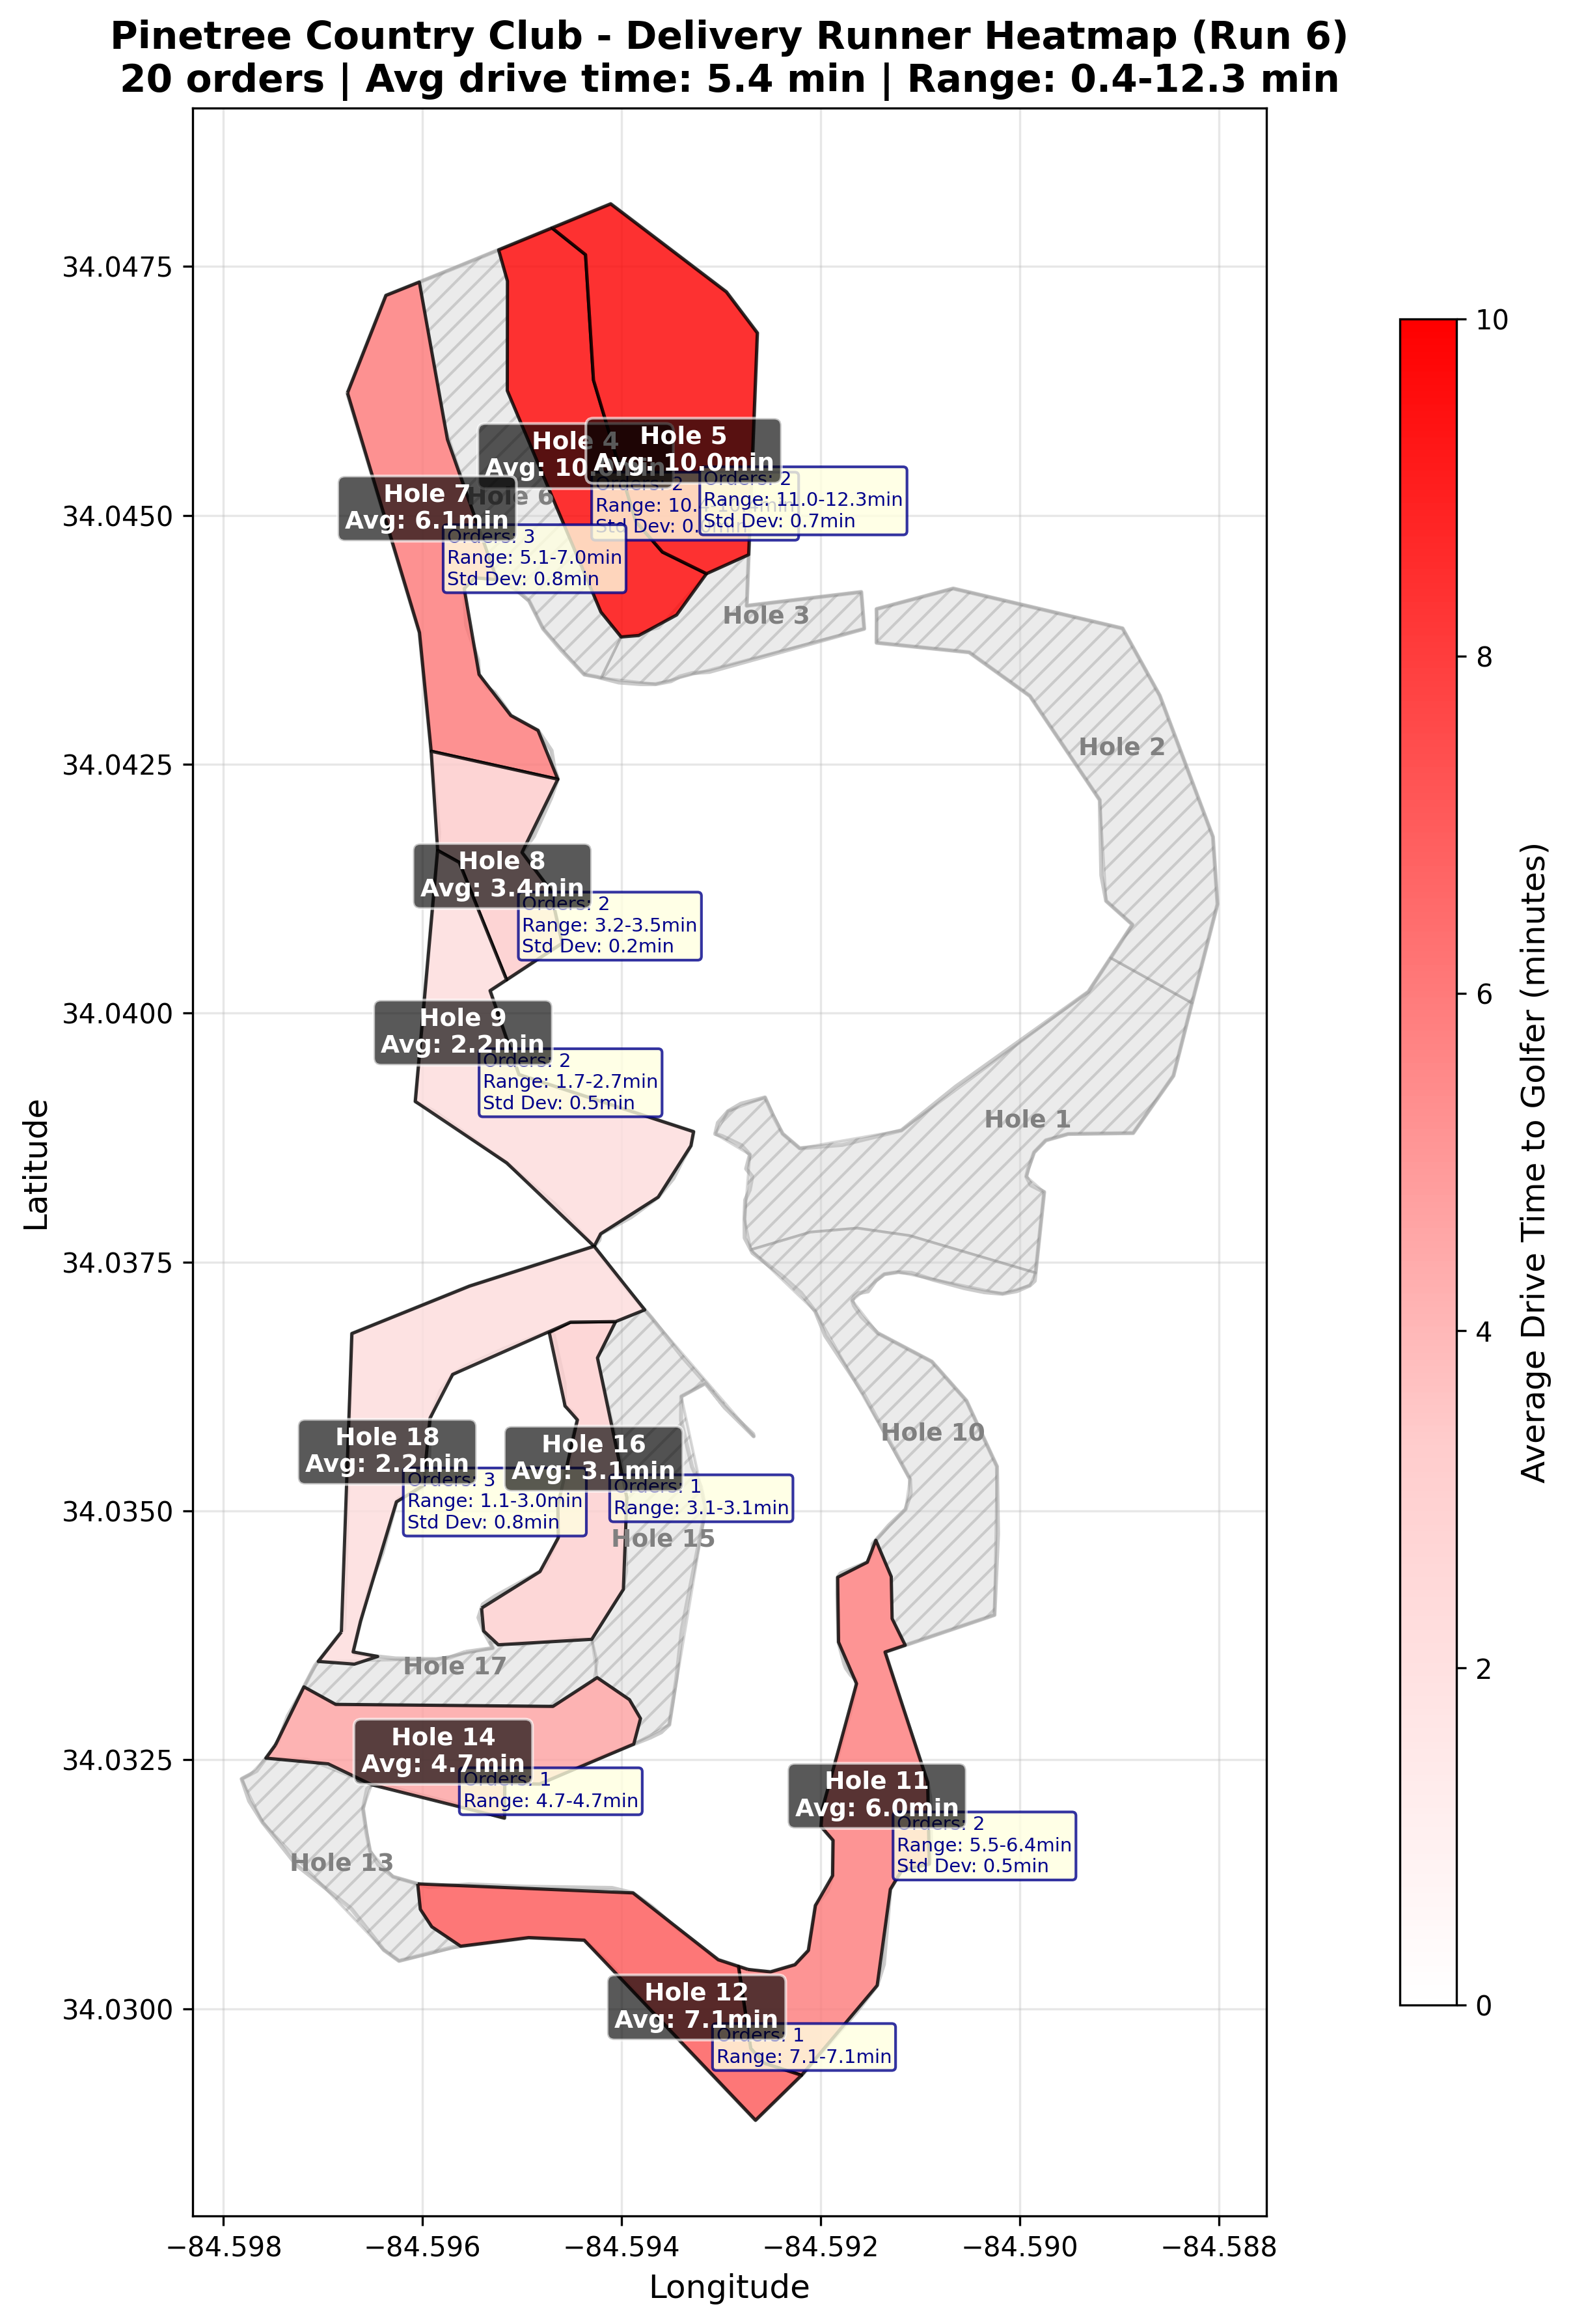 Pinetree Country Club - Delivery Runner Heatmap (Run 6)
20 orders | Avg drive time: 5.4 min | Range: 0.4-12.3 min
34.0475
34.0450
34.0425
34.0400
34.0375
34.0350
34.0325
34.0300
Latitude
−84.598
−84.596
−84.594
−84.592
−84.590
−84.588
Longitude
Hole 4
Avg:
Hole 5
Avg: 10.0min
Orders: 2
Range: 10.
Std Dev:
Orders: 2
Range: 11.0-12.3min
Std Dev: 0.7min
Hole 7
Avg: 6.1min
Hole 6
Orders: 3
Range: 5.1-7.0min
Std Dev: 0.8min
Hole 3
Hole 2
Hole 8
Avg: 3.4min
Orders: 2
Range: 3.2-3.5min
Std Dev: 0.2min
Hole 9
Avg: 2.2min
Orders: 2
Range: 1.7-2.7min
Std Dev: 0.5min
Hole 1
Hole 10
Hole 18
Avg: 2.2min
Orders: 3
Range: 1.1-3.0min
Std Dev: 0.8min
Hole 16
Avg: 3.1min
Orders: 1
Range: 3.1-3.1min
Hole 15
Hole 17
Hole 14
Avg: 4.7min
Orders: 1
Range: 4.7-4.7min
Hole 11
Avg: 6.0min
Orders: 2
Range: 5.5-6.4min
Std Dev: 0.5min
Hole 13
Hole 12
Avg: 7.1min
Orders: 1
Range: 7.1-7.1min
10
8
6
4
2
0
Average Drive Time to Golfer (minutes)